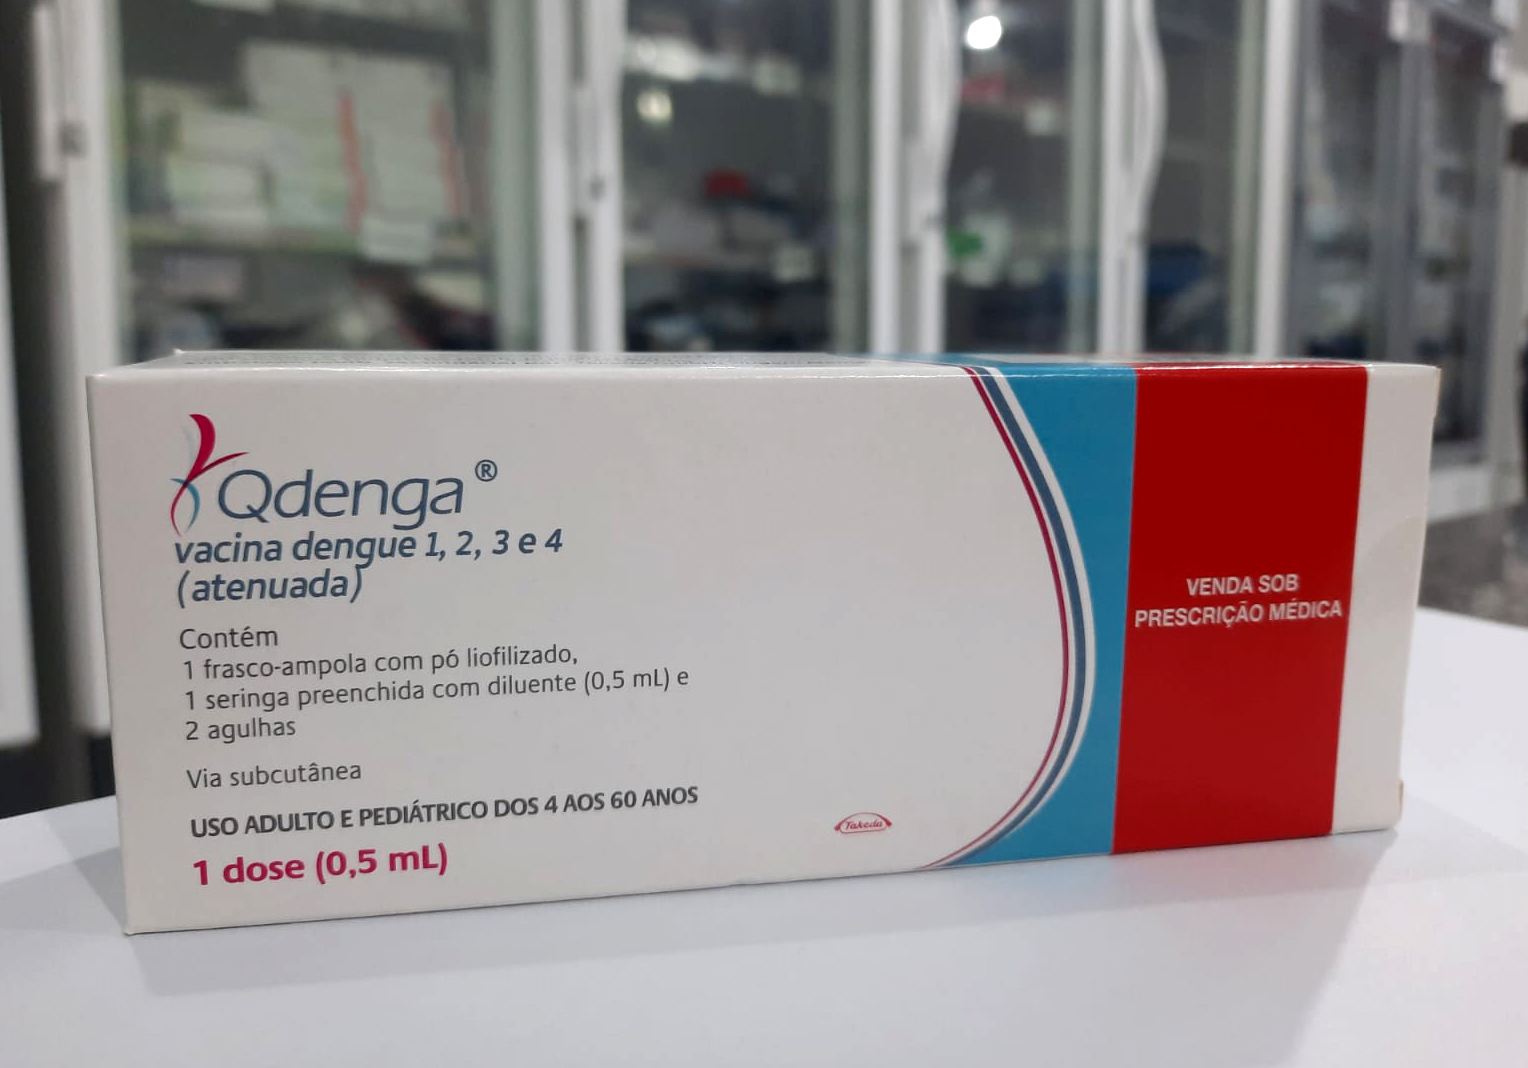 Qdenga®
vacina dengue 1, 2, 3 e 4
(atenuada)
Contém
1 frasco-ampola com pó liofilizado,
1 seringa preenchida com diluente (0,5 mL) e
2 agulhas
Via subcutânea
USO ADULTO E PEDIÁTRICO DOS 4 AOS 60 ANOS
1 dose (0,5 mL)
Takeda
VENDA SOB
PRESCRIÇÃO MÉDICA